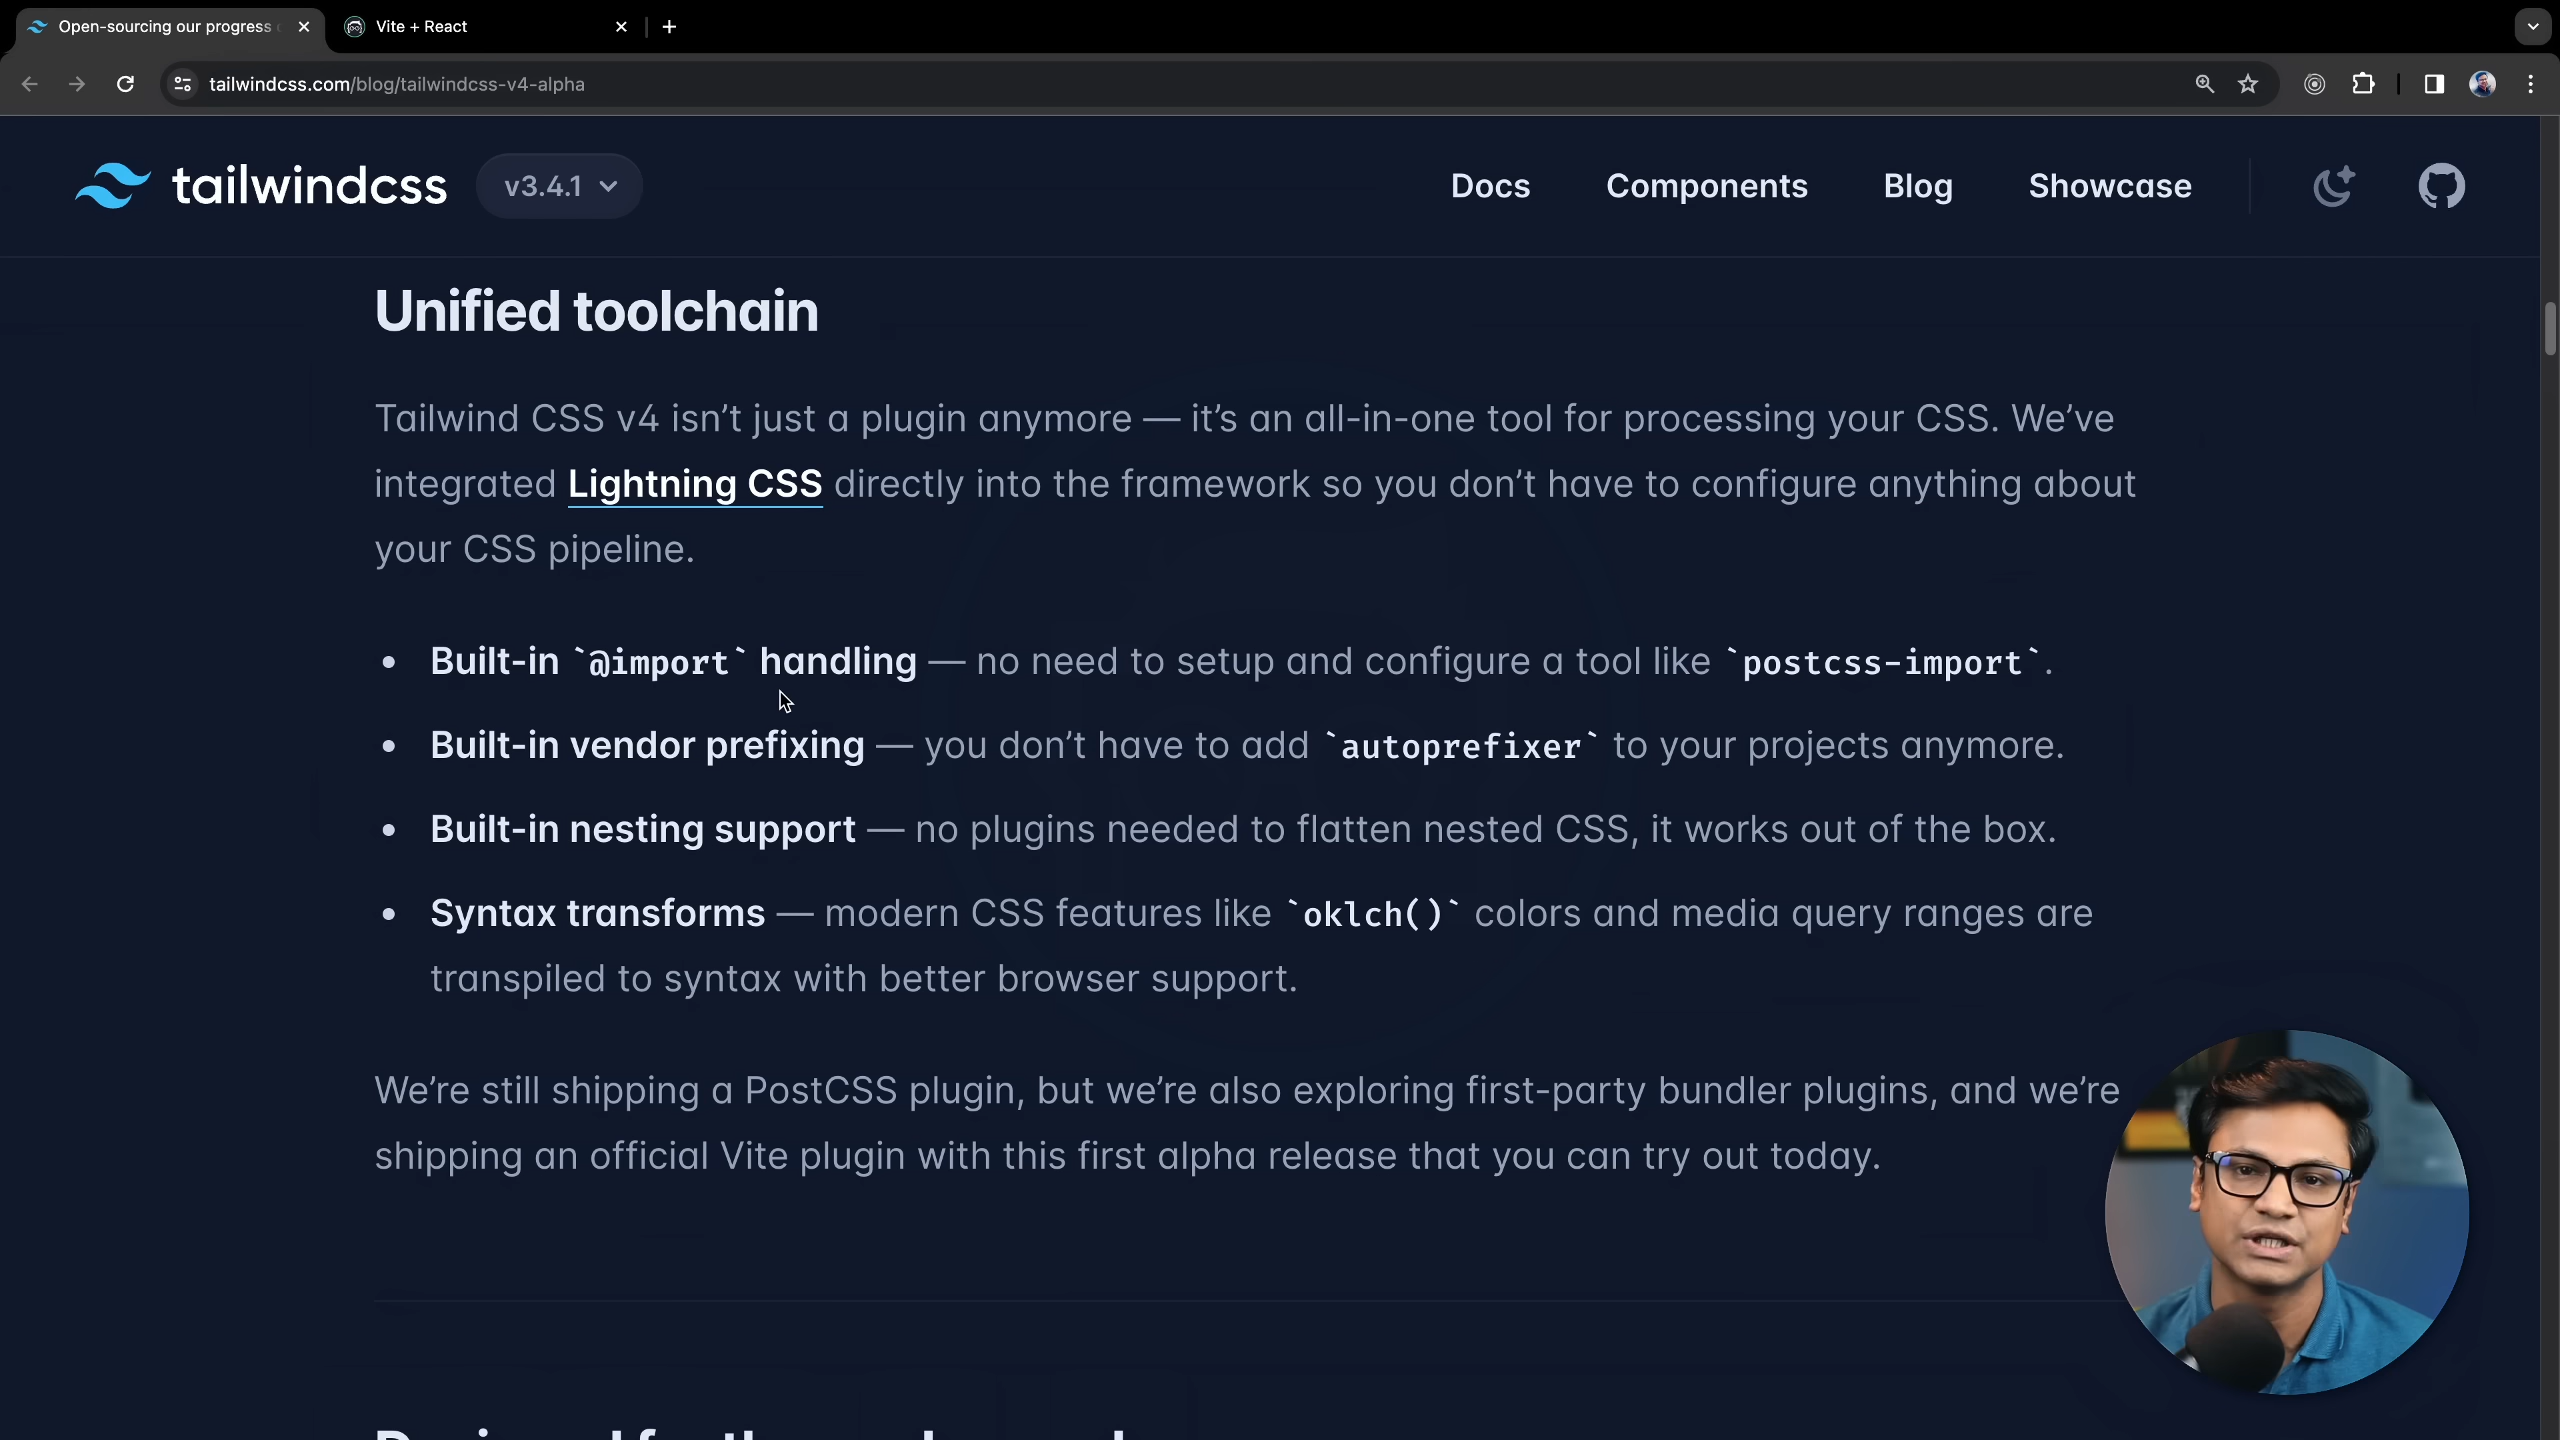 Open-sourcing our progress
Vite + React
tailwindcss.com/blog/tailwindcss-v4-alpha
tailwindcss
v3.4.1
Docs
Components
Blog
Showcase
Unified toolchain
Tailwind CSS v4 isn’t just a plugin anymore — it’s an all-in-one tool for processing your CSS. We’ve
integrated Lightning CSS directly into the framework so you don’t have to configure anything about
your CSS pipeline.
• Built-in `@import` handling — no need to setup and configure a tool like `postcss-import`.
• Built-in vendor prefixing — you don’t have to add `autoprefixer` to your projects anymore.
• Built-in nesting support — no plugins needed to flatten nested CSS, it works out of the box.
• Syntax transforms — modern CSS features like `oklch()` colors and media query ranges are
transpiled to syntax with better browser support.
We’re still shipping a PostCSS plugin, but we’re also exploring first-party bundler plugins, and we’re
shipping an official Vite plugin with this first alpha release that you can try out today.